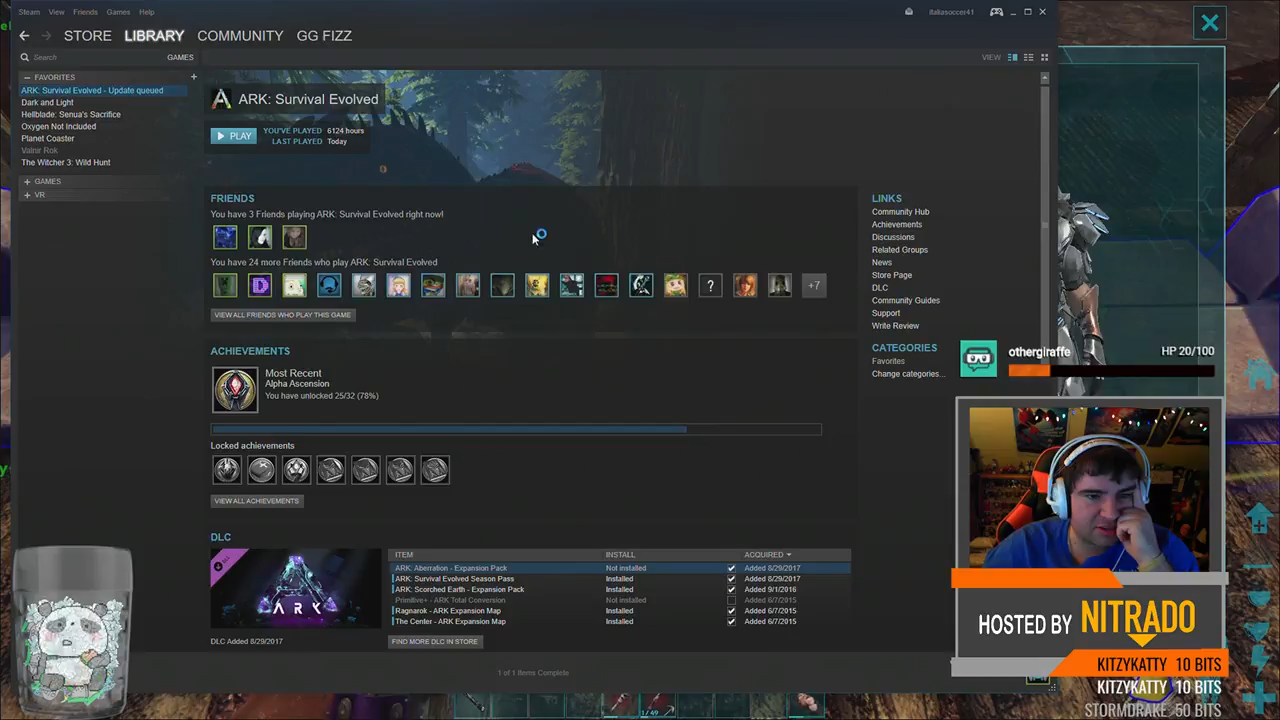 Steam View Friends Games Help
italiasoccer41
STORE LIBRARY COMMUNITY GG FIZZ
Search GAMES
VIEW
FAVORITES
ARK: Survival Evolved - Update queued
Dark and Light
Hellblade: Senua's Sacrifice
Oxygen Not Included
Planet Coaster
Valnir Rok
The Witcher 3: Wild Hunt
GAMES
VR
ARK: Survival Evolved
PLAY
YOU'VE PLAYED 6124 hours
LAST PLAYED Today
FRIENDS
You have 3 Friends playing ARK: Survival Evolved right now!
You have 24 more Friends who play ARK: Survival Evolved
?
+7
VIEW ALL FRIENDS WHO PLAY THIS GAME
ACHIEVEMENTS
Most Recent
Alpha Ascension
You have unlocked 25/32 (78%)
Locked achievements
VIEW ALL ACHIEVEMENTS
DLC
ALL
ARK
DLC Added 8/29/2017
ITEM INSTALL ACQUIRED
ARK: Aberration - Expansion Pack Not installed Added 8/29/2017
ARK: Survival Evolved Season Pass Installed Added 8/29/2017
ARK: Scorched Earth - Expansion Pack Installed Added 9/1/2016
Primitive+ - ARK Total Conversion Not installed Added 6/7/2015
Ragnarok - ARK Expansion Map Installed Added 6/7/2015
The Center - ARK Expansion Map Installed Added 6/7/2015
FIND MORE DLC IN STORE
1 of 1 Items Complete
LINKS
Community Hub
Achievements
Discussions
Related Groups
News
Store Page
DLC
Community Guides
Support
Write Review
CATEGORIES
Favorites
Change categories...
othergiraffe HP 20/100
HOSTED BY NITRADO
KITZYKATTY 10 BITS
KITZYKATTY 10 BITS
STORMDRAKE 50 BITS
1/49